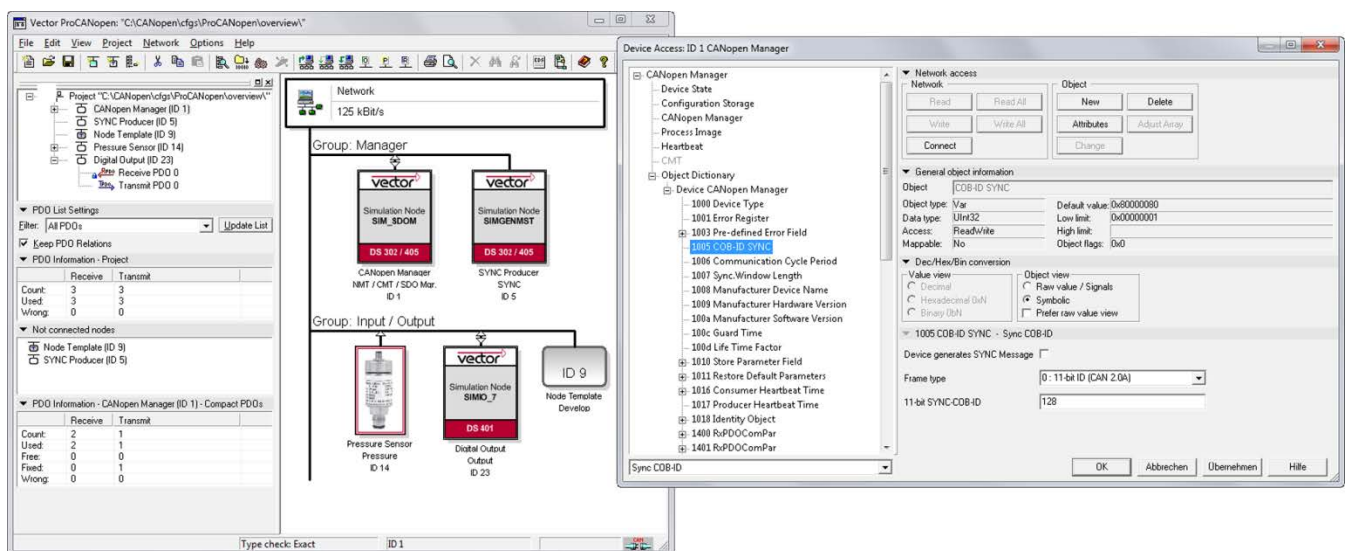 Vector ProCANopen: "C:\CANopen\cfgs\ProCANopen\overview\"
File Edit View Project Network Options Help
Project "C:\CANopen\cfgs\ProCANopen\overview\"
CANopen Manager (ID 1)
SYNC Producer (ID 5)
Node Template (ID 9)
Pressure Sensor (ID 14)
Digital Output (ID 23)
Receive PDO 0
Transmit PDO 0
PDO List Settings
Filter: All PDOs Update List
Keep PDO Relations
PDO Information - Project
Receive Transmit
Count: 3 3
Used: 3 3
Wrong: 0 0
Not connected nodes
Node Template (ID 9)
SYNC Producer (ID 5)
PDO Information - CANopen Manager (ID 1) - Compact PDOs
Receive Transmit
Count: 2 1
Used: 2 1
Free: 0 0
Fixed: 0 1
Wrong: 0 0
Network
125 kBit/s
Group: Manager
vector
Simulation Node
SIM_SDOM
DS 302 / 405
CANopen Manager
NMT / CMT / SDO Mgr.
ID 1
vector
Simulation Node
SIMGENMST
DS 302 / 405
SYNC Producer
SYNC
ID 5
Group: Input / Output
Pressure Sensor
Pressure
ID 14
vector
Simulation Node
SIMIO_7
DS 401
Digital Output
Output
ID 23
ID 9
Node Template
Develop
Type check: Exact ID 1
CAN
Device Access: ID 1 CANopen Manager
CANopen Manager
Device State
Configuration Storage
CANopen Manager
Process Image
Heartbeat
CMT
Object Dictionary
Device CANopen Manager
1000 Device Type
1001 Error Register
1003 Pre-defined Error Field
1005 COB-ID SYNC
1006 Communication Cycle Period
1007 Sync.Window Length
1008 Manufacturer Device Name
1009 Manufacturer Hardware Version
100a Manufacturer Software Version
100c Guard Time
100d Life Time Factor
1010 Store Parameter Field
1011 Restore Default Parameters
1016 Consumer Heartbeat Time
1017 Producer Heartbeat Time
1018 Identity Object
1400 RxPDOComPar
1401 RxPDOComPar
Sync COB-ID
Network access
Network Object
Read Read All New Delete
Write Write All Attributes Adjust Array
Connect Change
General object information
Object COB-ID SYNC
Object type: Var Default value: 0x80000080
Data type: UInt32 Low limit: 0x00000001
Access: ReadWrite High limit:
Mappable: No Object flags: 0x0
Dec/Hex/Bin conversion
Value view Object view
Decimal Raw value / Signals
Hexadecimal 0xN Symbolic
Binary 0bN Prefer raw value view
1005 COB-ID SYNC - Sync COB-ID
Device generates SYNC Message
Frame type 0 : 11-bit ID (CAN 2.0A)
11-bit SYNC-COB-ID 128
OK Abbrechen Übernehmen Hilfe